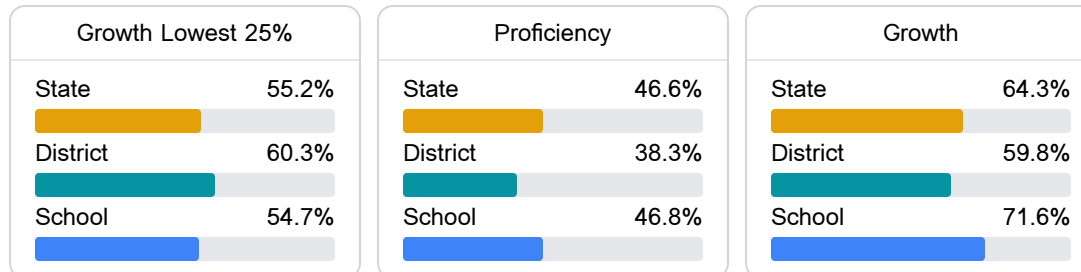 Growth Lowest 25%
State 55.2%
District 60.3%
School 54.7%
Proficiency
State 46.6%
District 38.3%
School 46.8%
Growth
State 64.3%
District 59.8%
School 71.6%